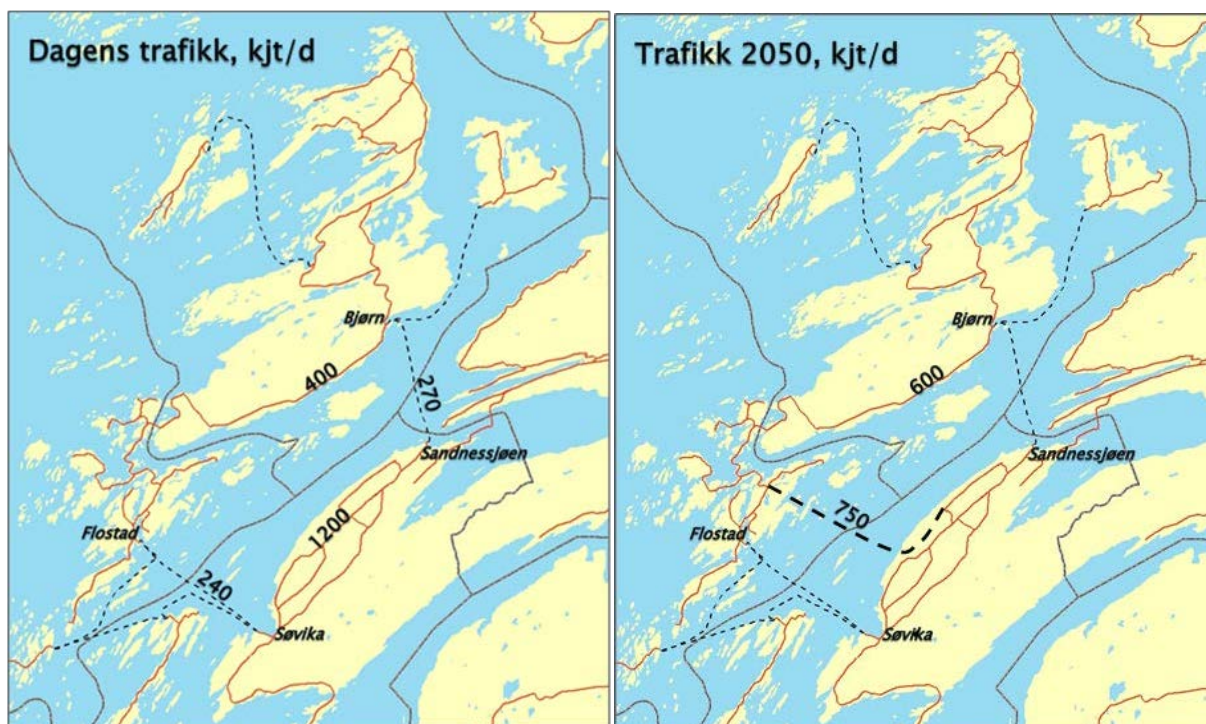 Dagens trafikk, kjt/d
Bjørn
400
270
Sandnessjøen
1200
Flostad
240
Søvika
Trafikk 2050, kjt/d
Bjørn
600
Sandnessjøen
750
Flostad
Søvika